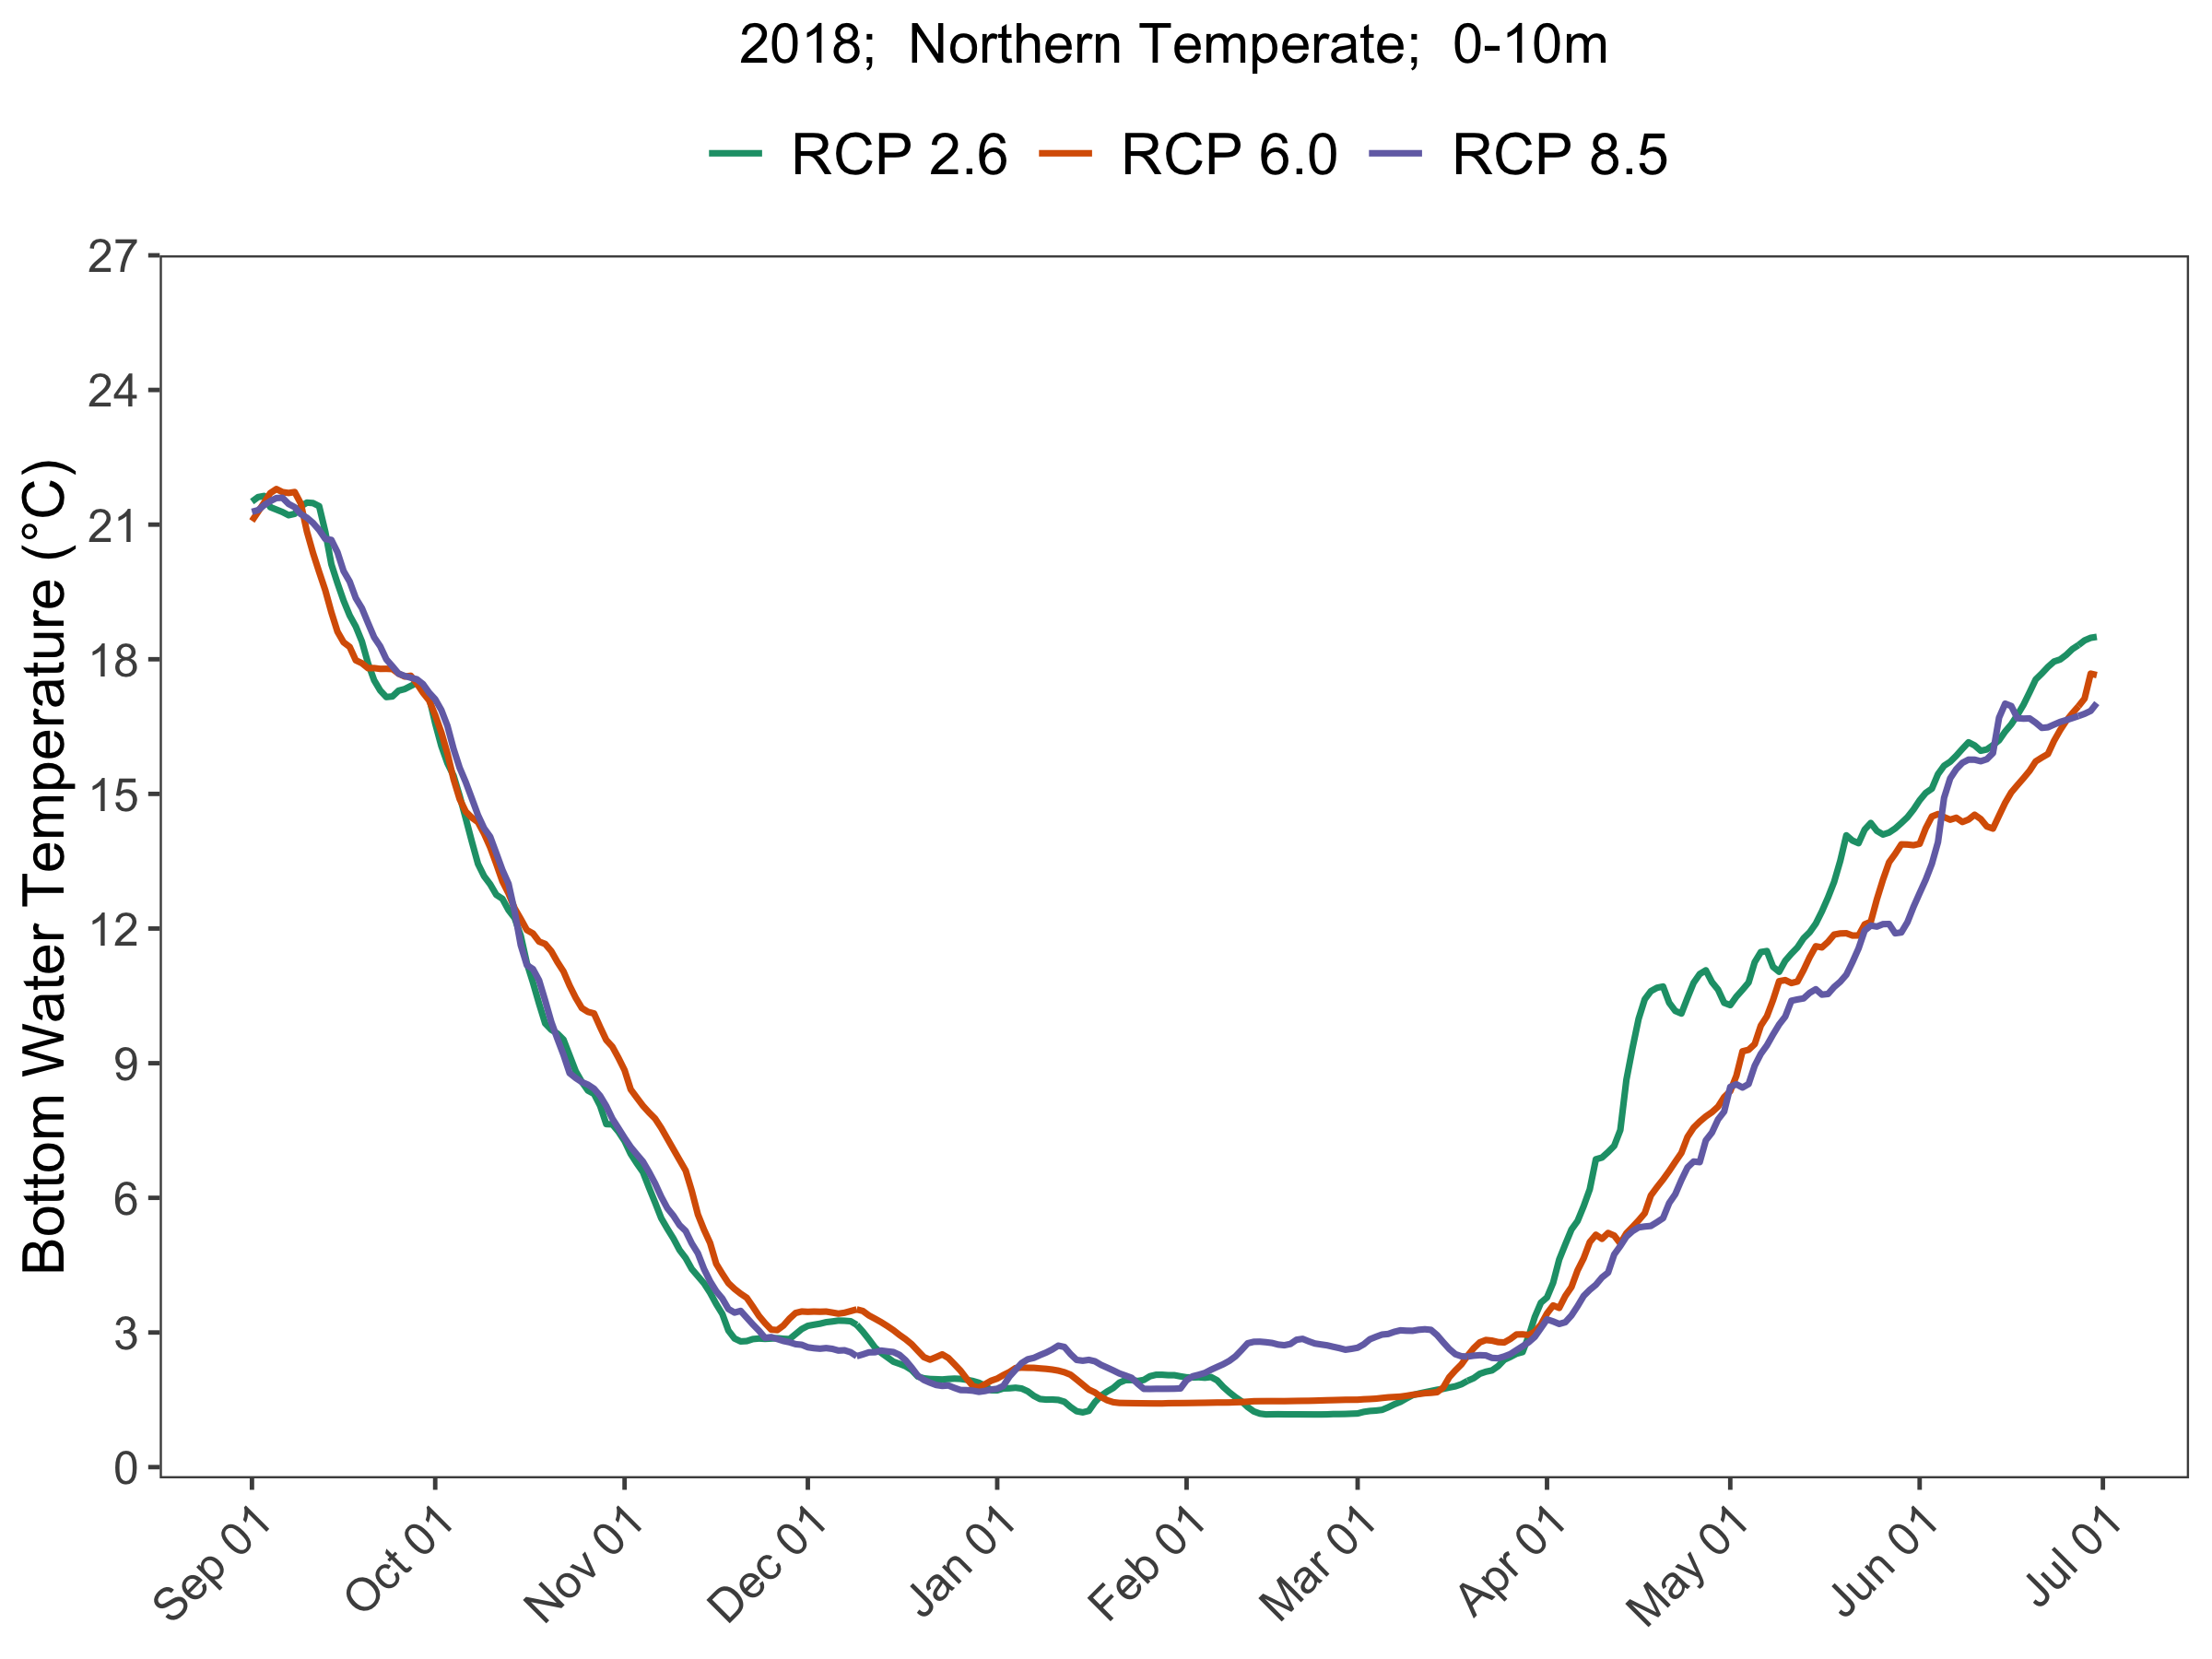 2018;  Northern Temperate;  0-10m
RCP 2.6 RCP 6.0 RCP 8.5
Bottom Water Temperature (°C)
27
24
21
18
15
12
9
6
3
0
Sep 01 Oct 01 Nov 01 Dec 01 Jan 01 Feb 01 Mar 01 Apr 01 May 01 Jun 01 Jul 01